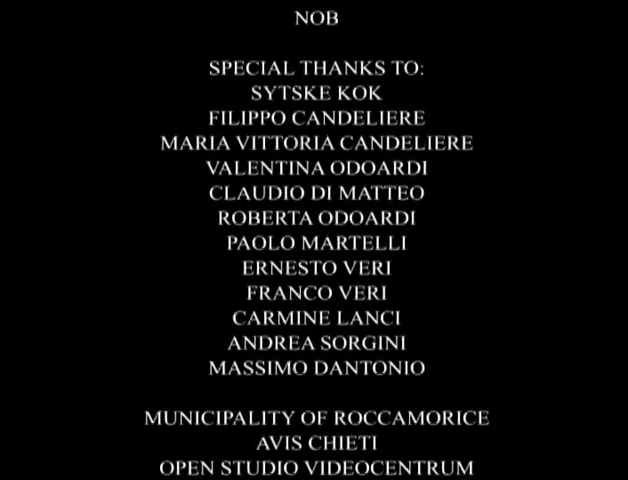 NOB
SPECIAL THANKS TO:
SYTSKE KOK
FILIPPO CANDELIERE
MARIA VITTORIA CANDELIERE
VALENTINA ODOARDI
CLAUDIO DI MATTEO
ROBERTA ODOARDI
PAOLO MARTELLI
ERNESTO VERI
FRANCO VERI
CARMINE LANCI
ANDREA SORGINI
MASSIMO DANTONIO
MUNICIPALITY OF ROCCAMORICE
AVIS CHIETI
OPEN STUDIO VIDEOCENTRUM